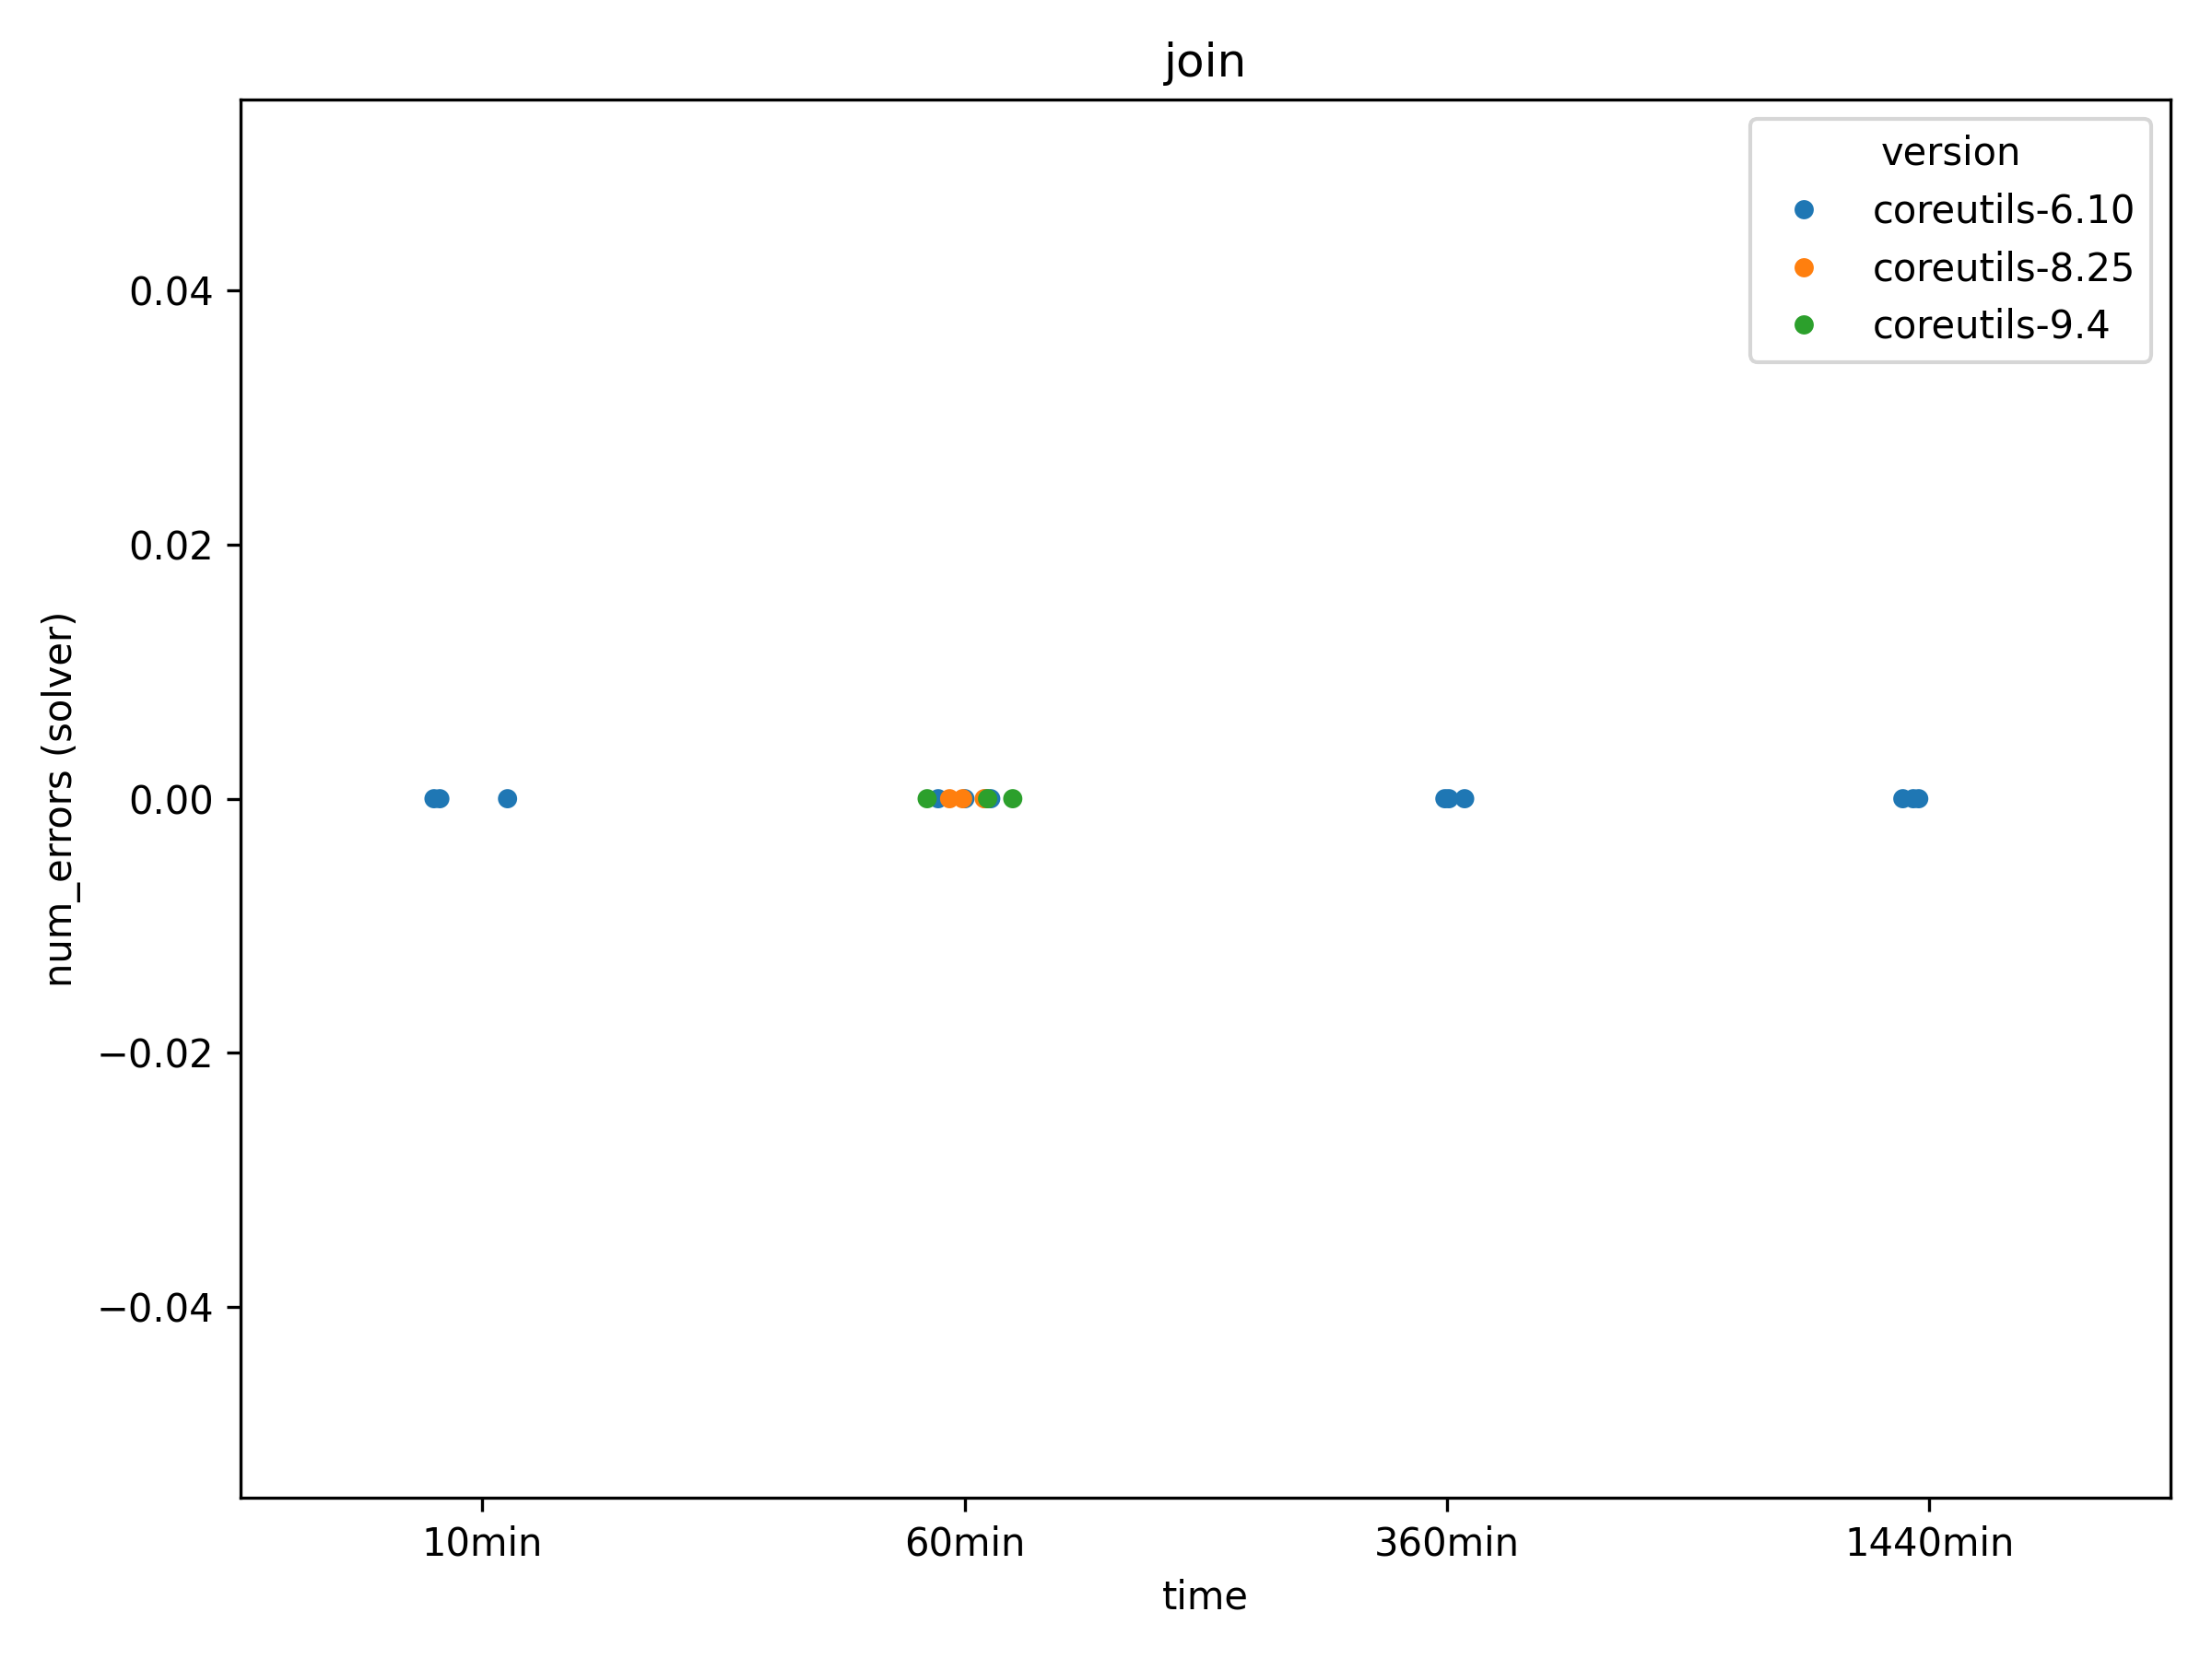 join
version
coreutils-6.10
coreutils-8.25
coreutils-9.4
num_errors (solver)
0.04
0.02
0.00
−0.02
−0.04
10min 60min 360min 1440min
time